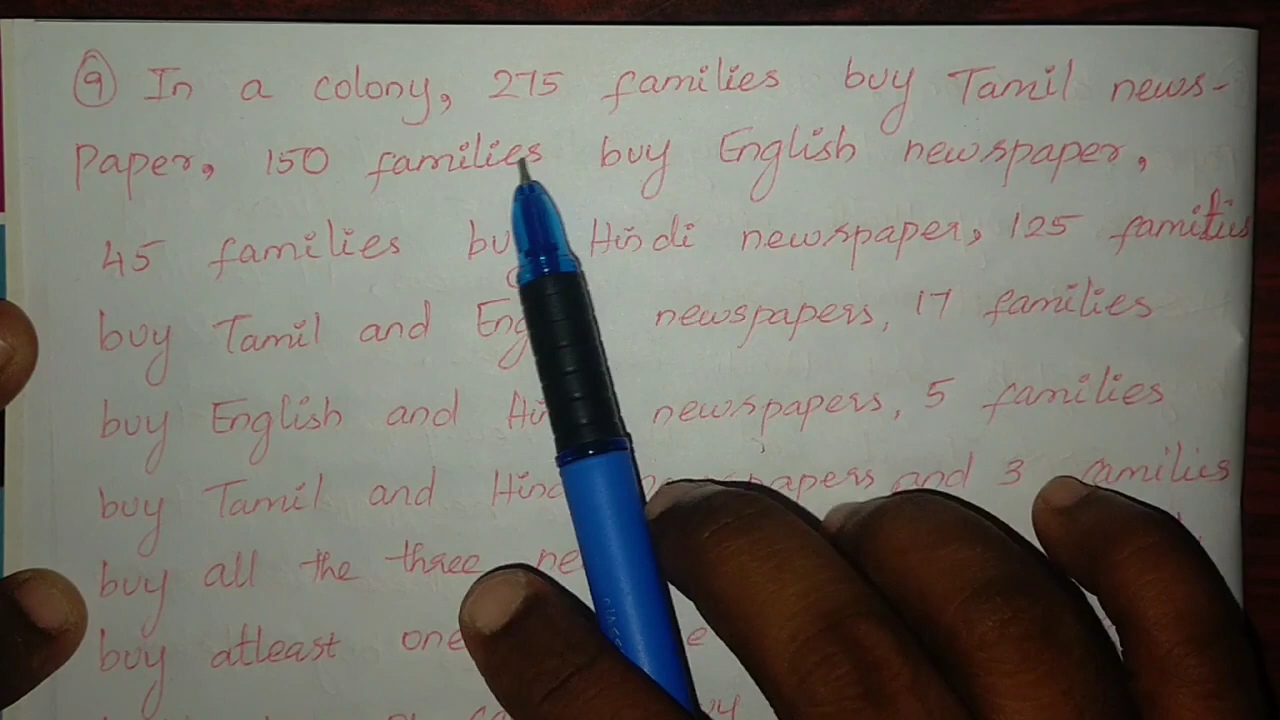 9 In a colony, 275 families buy Tamil news-
paper, 150 families buy English newspaper,
45 families Hindi newspaper, 125 families
buy Tamil and newspapers, 17 families
buy English and newspapers, 5 families
buy Tamil and and 3 families
buy all the three
buy atleast one